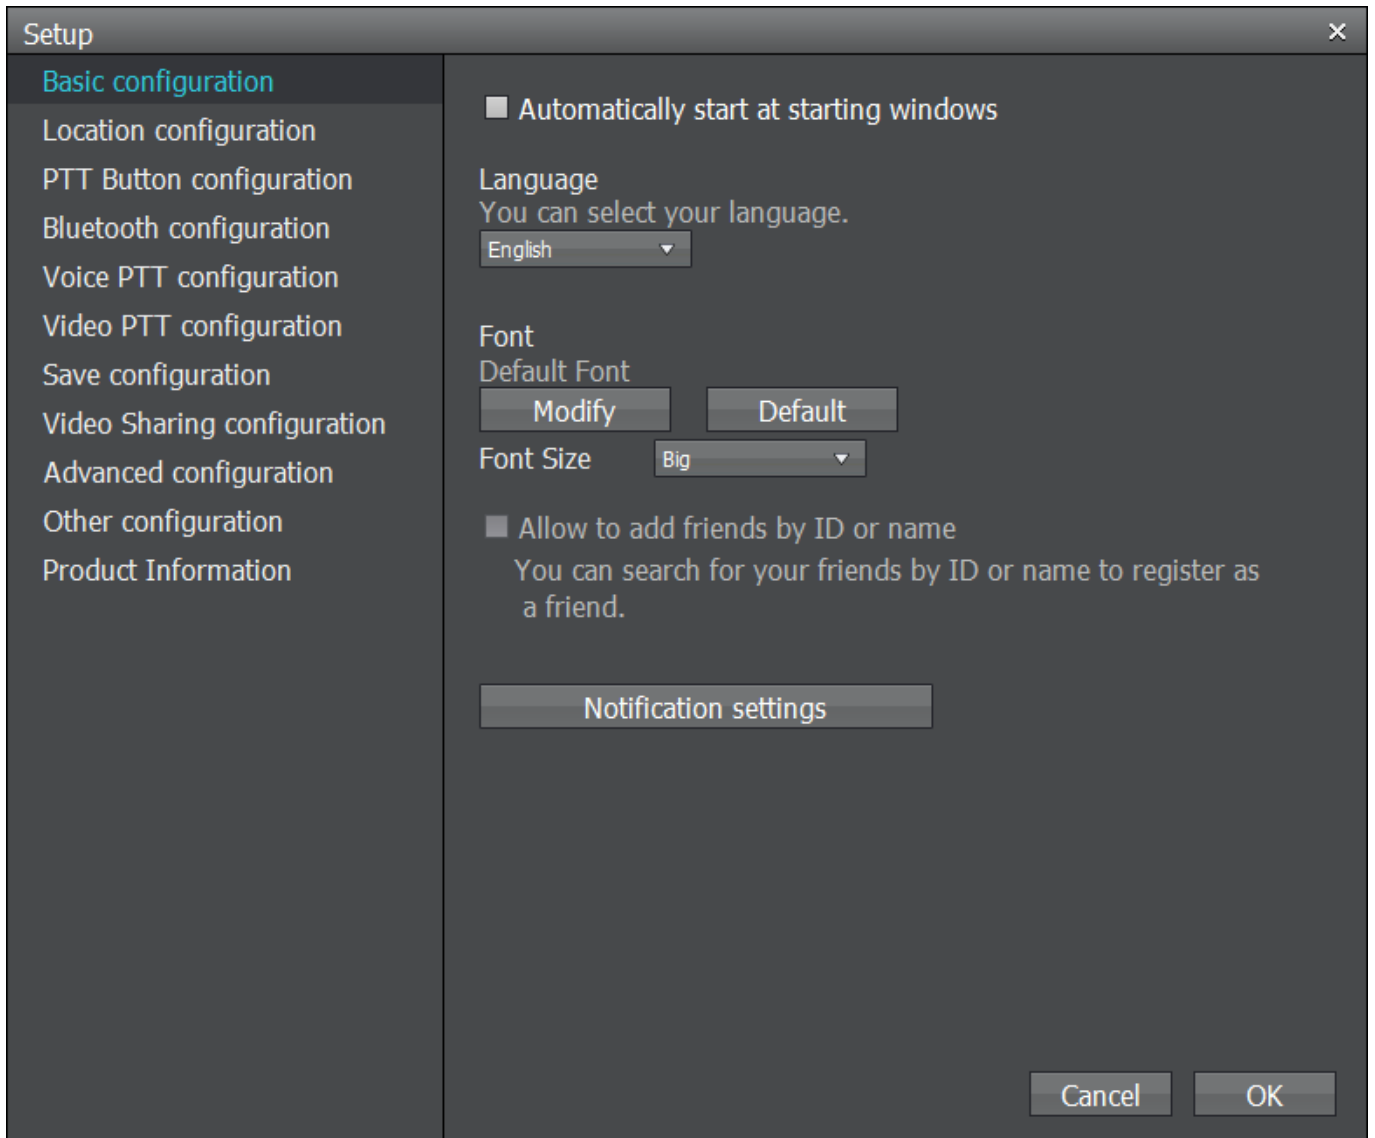 Setup
Basic configuration
Location configuration
PTT Button configuration
Bluetooth configuration
Voice PTT configuration
Video PTT configuration
Save configuration
Video Sharing configuration
Advanced configuration
Other configuration
Product Information
Automatically start at starting windows
Language
You can select your language.
English
Font
Default Font
Modify Default
Font Size Big
Allow to add friends by ID or name
You can search for your friends by ID or name to register as
a friend.
Notification settings
Cancel OK